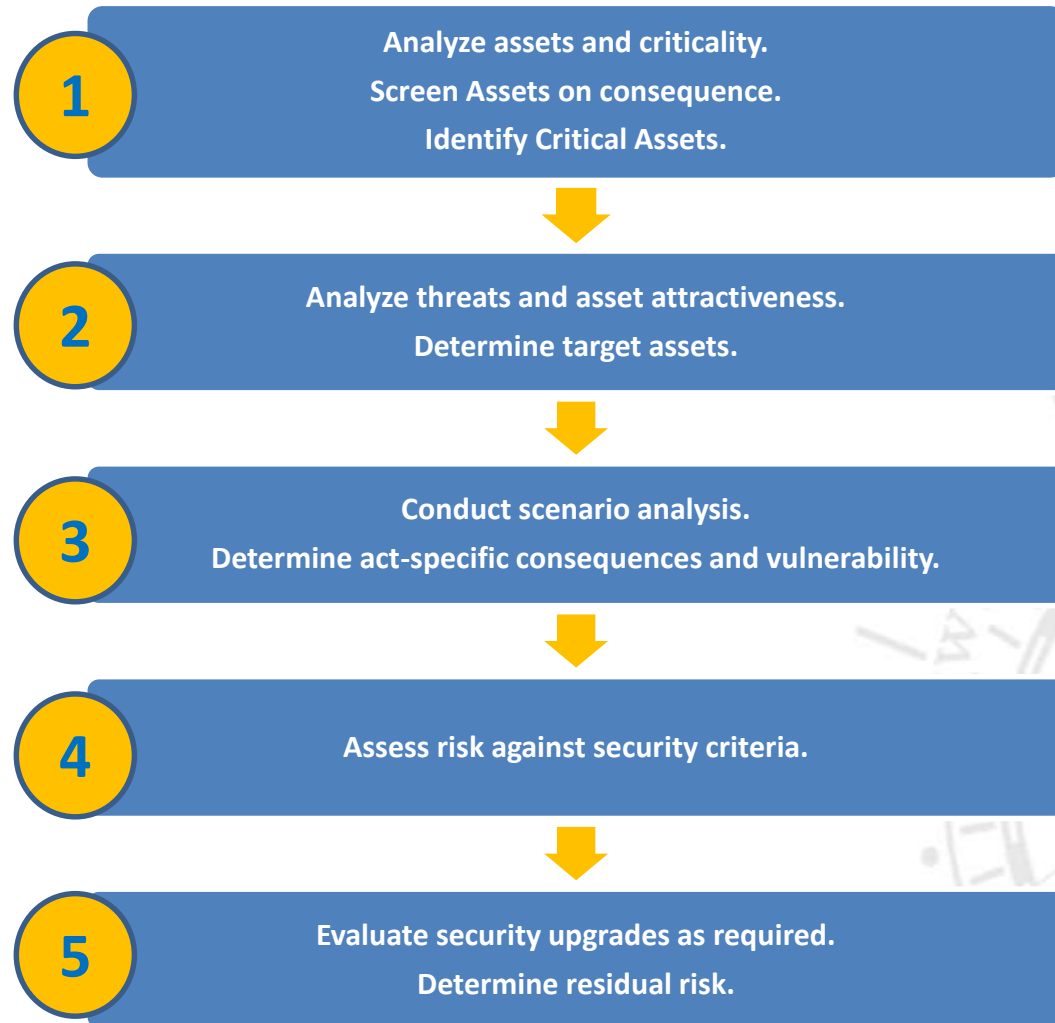 1
Analyze assets and criticality.
Screen Assets on consequence.
Identify Critical Assets.
2
Analyze threats and asset attractiveness.
Determine target assets.
3
Conduct scenario analysis.
Determine act-specific consequences and vulnerability.
4
Assess risk against security criteria.
5
Evaluate security upgrades as required.
Determine residual risk.